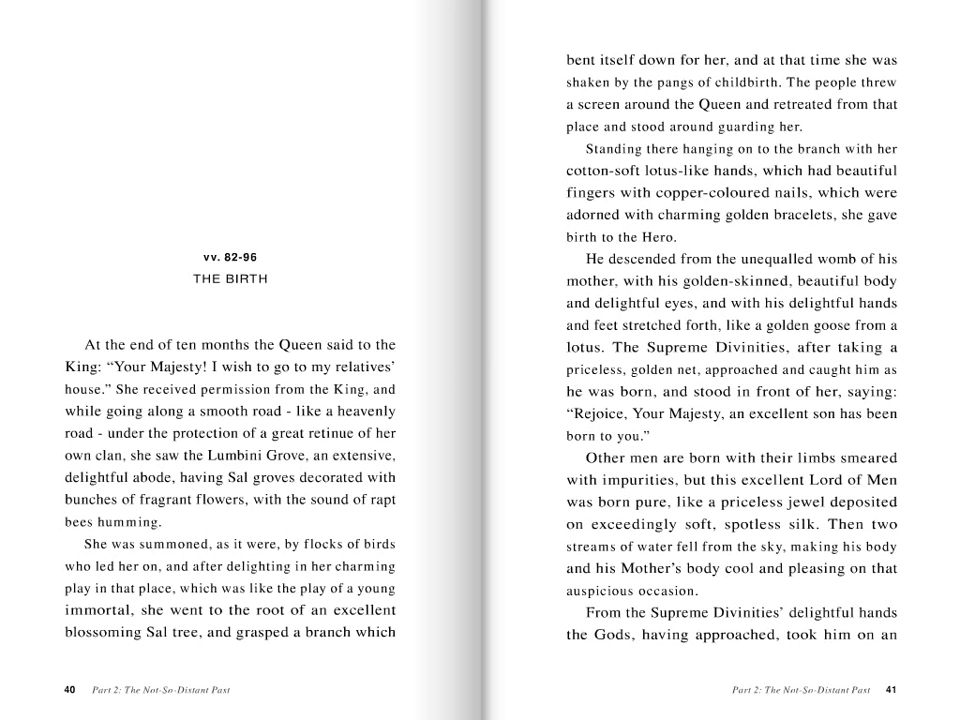 vv. 82-96
THE BIRTH
At the end of ten months the Queen said to the
King: “Your Majesty! I wish to go to my relatives’
house.” She received permission from the King, and
while going along a smooth road - like a heavenly
road - under the protection of a great retinue of her
own clan, she saw the Lumbini Grove, an extensive,
delightful abode, having Sal groves decorated with
bunches of fragrant flowers, with the sound of rapt
bees humming.
She was summoned, as it were, by flocks of birds
who led her on, and after delighting in her charming
play in that place, which was like the play of a young
immortal, she went to the root of an excellent
blossoming Sal tree, and grasped a branch which
40 Part 2: The Not-So-Distant Past
bent itself down for her, and at that time she was
shaken by the pangs of childbirth. The people threw
a screen around the Queen and retreated from that
place and stood around guarding her.
Standing there hanging on to the branch with her
cotton-soft lotus-like hands, which had beautiful
fingers with copper-coloured nails, which were
adorned with charming golden bracelets, she gave
birth to the Hero.
He descended from the unequalled womb of his
mother, with his golden-skinned, beautiful body
and delightful eyes, and with his delightful hands
and feet stretched forth, like a golden goose from a
lotus. The Supreme Divinities, after taking a
priceless, golden net, approached and caught him as
he was born, and stood in front of her, saying:
“Rejoice, Your Majesty, an excellent son has been
born to you.”
Other men are born with their limbs smeared
with impurities, but this excellent Lord of Men
was born pure, like a priceless jewel deposited
on exceedingly soft, spotless silk. Then two
streams of water fell from the sky, making his body
and his Mother’s body cool and pleasing on that
auspicious occasion.
From the Supreme Divinities’ delightful hands
the Gods, having approached, took him on an
Part 2: The Not-So-Distant Past 41